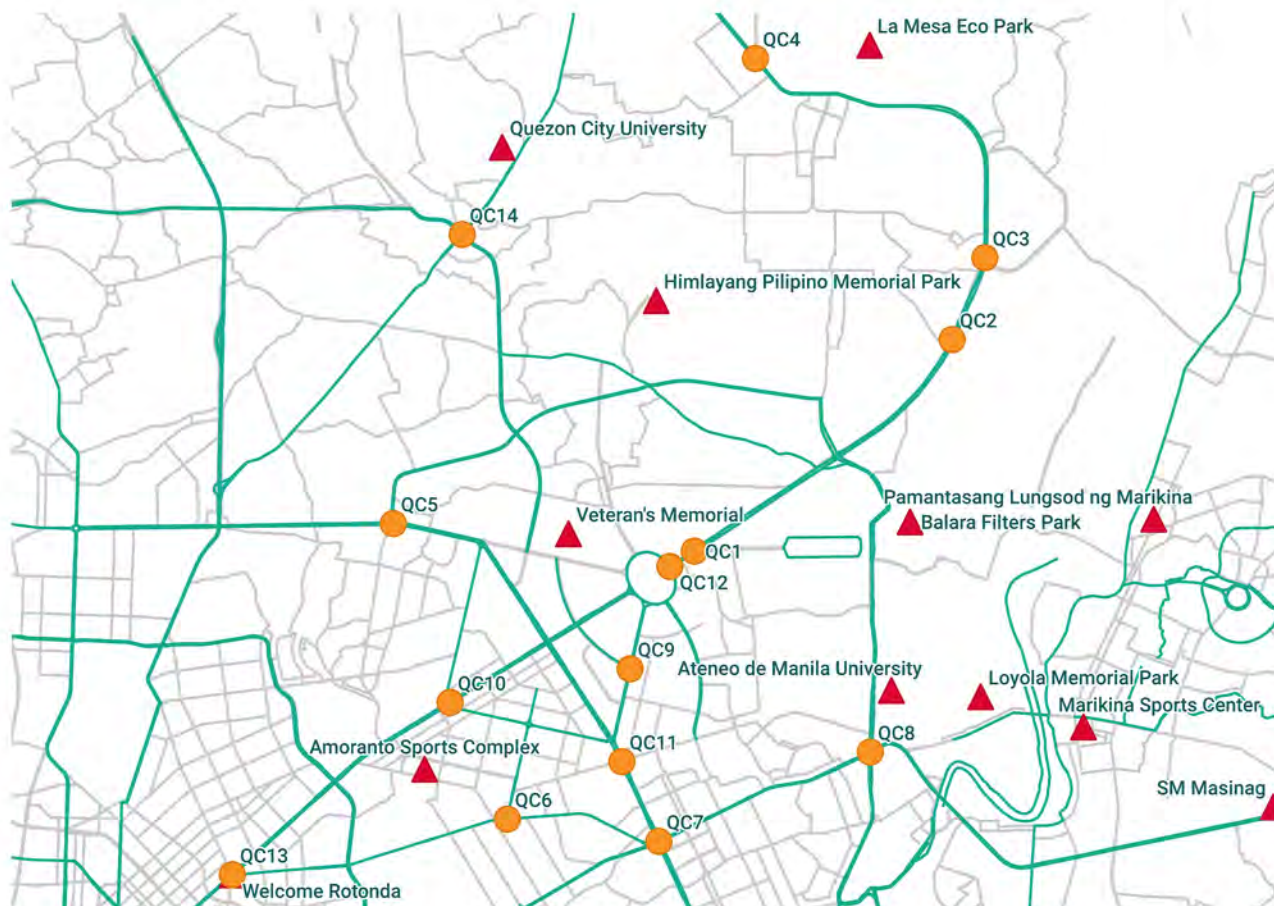 La Mesa Eco Park
QC4
Quezon City University
QC14
QC3
Himlayang Pilipino Memorial Park
QC2
Pamantasang Lungsod ng Marikina
QC5
Veteran's Memorial
Balara Filters Park
QC1
QC12
QC9
Ateneo de Manila University
Loyola Memorial Park
QC10
Marikina Sports Center
QC11
QC8
Amoranto Sports Complex
SM Masinag
QC6
QC7
QC13
Welcome Rotonda